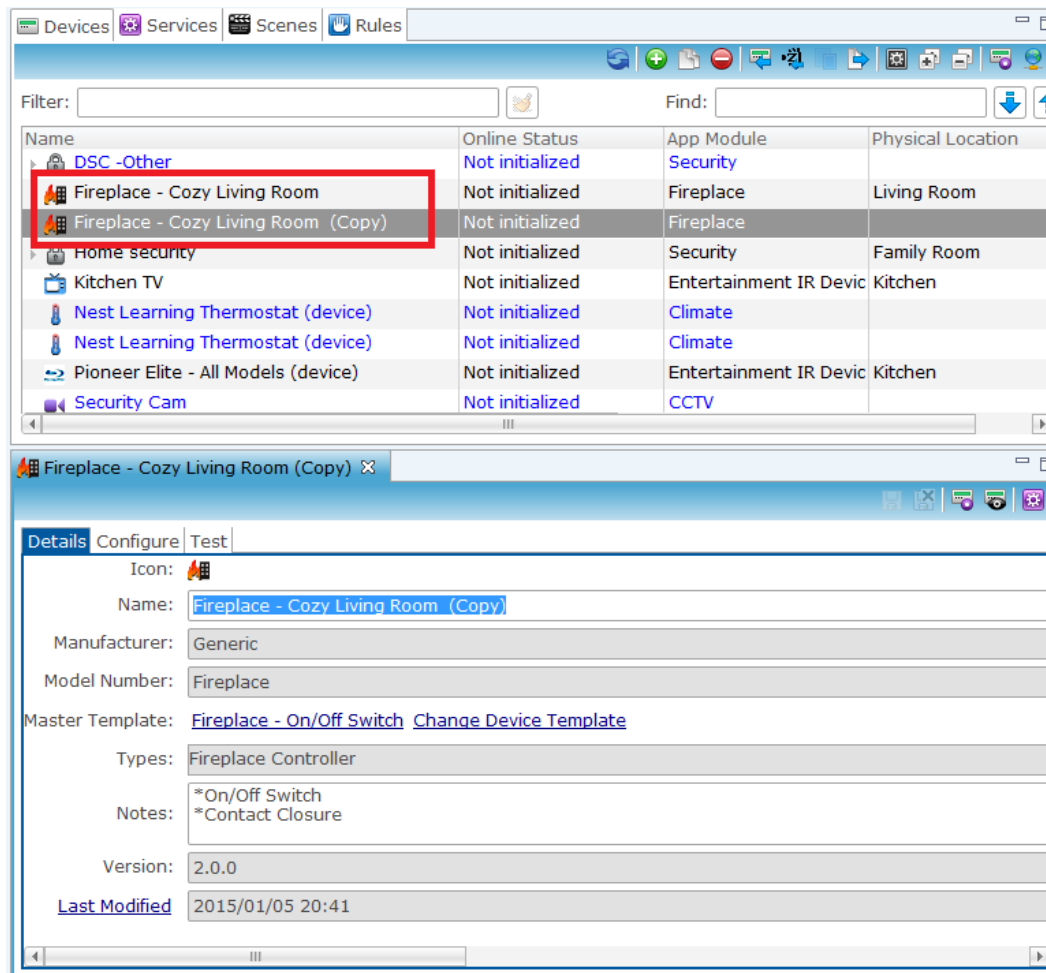 Devices Services Scenes Rules
Filter: Find:
Name Online Status App Module Physical Location
DSC -Other Not initialized Security
Fireplace - Cozy Living Room Not initialized Fireplace Living Room
Fireplace - Cozy Living Room (Copy) Not initialized Fireplace
Home security Not initialized Security Family Room
Kitchen TV Not initialized Entertainment IR Devic Kitchen
Nest Learning Thermostat (device) Not initialized Climate
Nest Learning Thermostat (device) Not initialized Climate
Pioneer Elite - All Models (device) Not initialized Entertainment IR Devic Kitchen
Security Cam Not initialized CCTV
Fireplace - Cozy Living Room (Copy)
Details Configure Test
Icon:
Name: Fireplace - Cozy Living Room (Copy)
Manufacturer: Generic
Model Number: Fireplace
Master Template: Fireplace - On/Off Switch Change Device Template
Types: Fireplace Controller
Notes: *On/Off Switch
*Contact Closure
Version: 2.0.0
Last Modified 2015/01/05 20:41